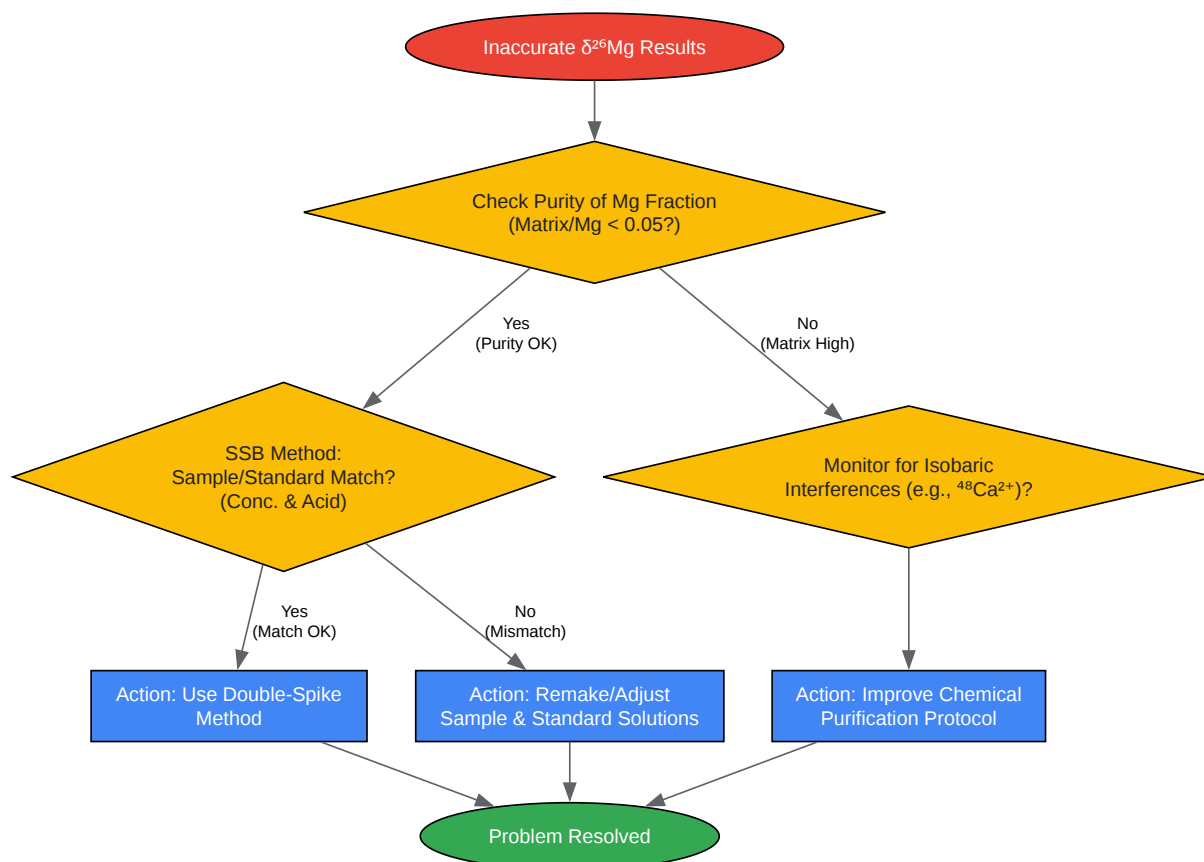 Inaccurate δ²⁶Mg Results
Check Purity of Mg Fraction
(Matrix/Mg < 0.05?)
Yes
(Purity OK)
No
(Matrix High)
SSB Method:
Sample/Standard Match?
(Conc. & Acid)
Monitor for Isobaric
Interferences (e.g., ⁴⁸Ca²⁺)?
Yes
(Match OK)
No
(Mismatch)
Action: Use Double-Spike
Method
Action: Remake/Adjust
Sample & Standard Solutions
Action: Improve Chemical
Purification Protocol
Problem Resolved